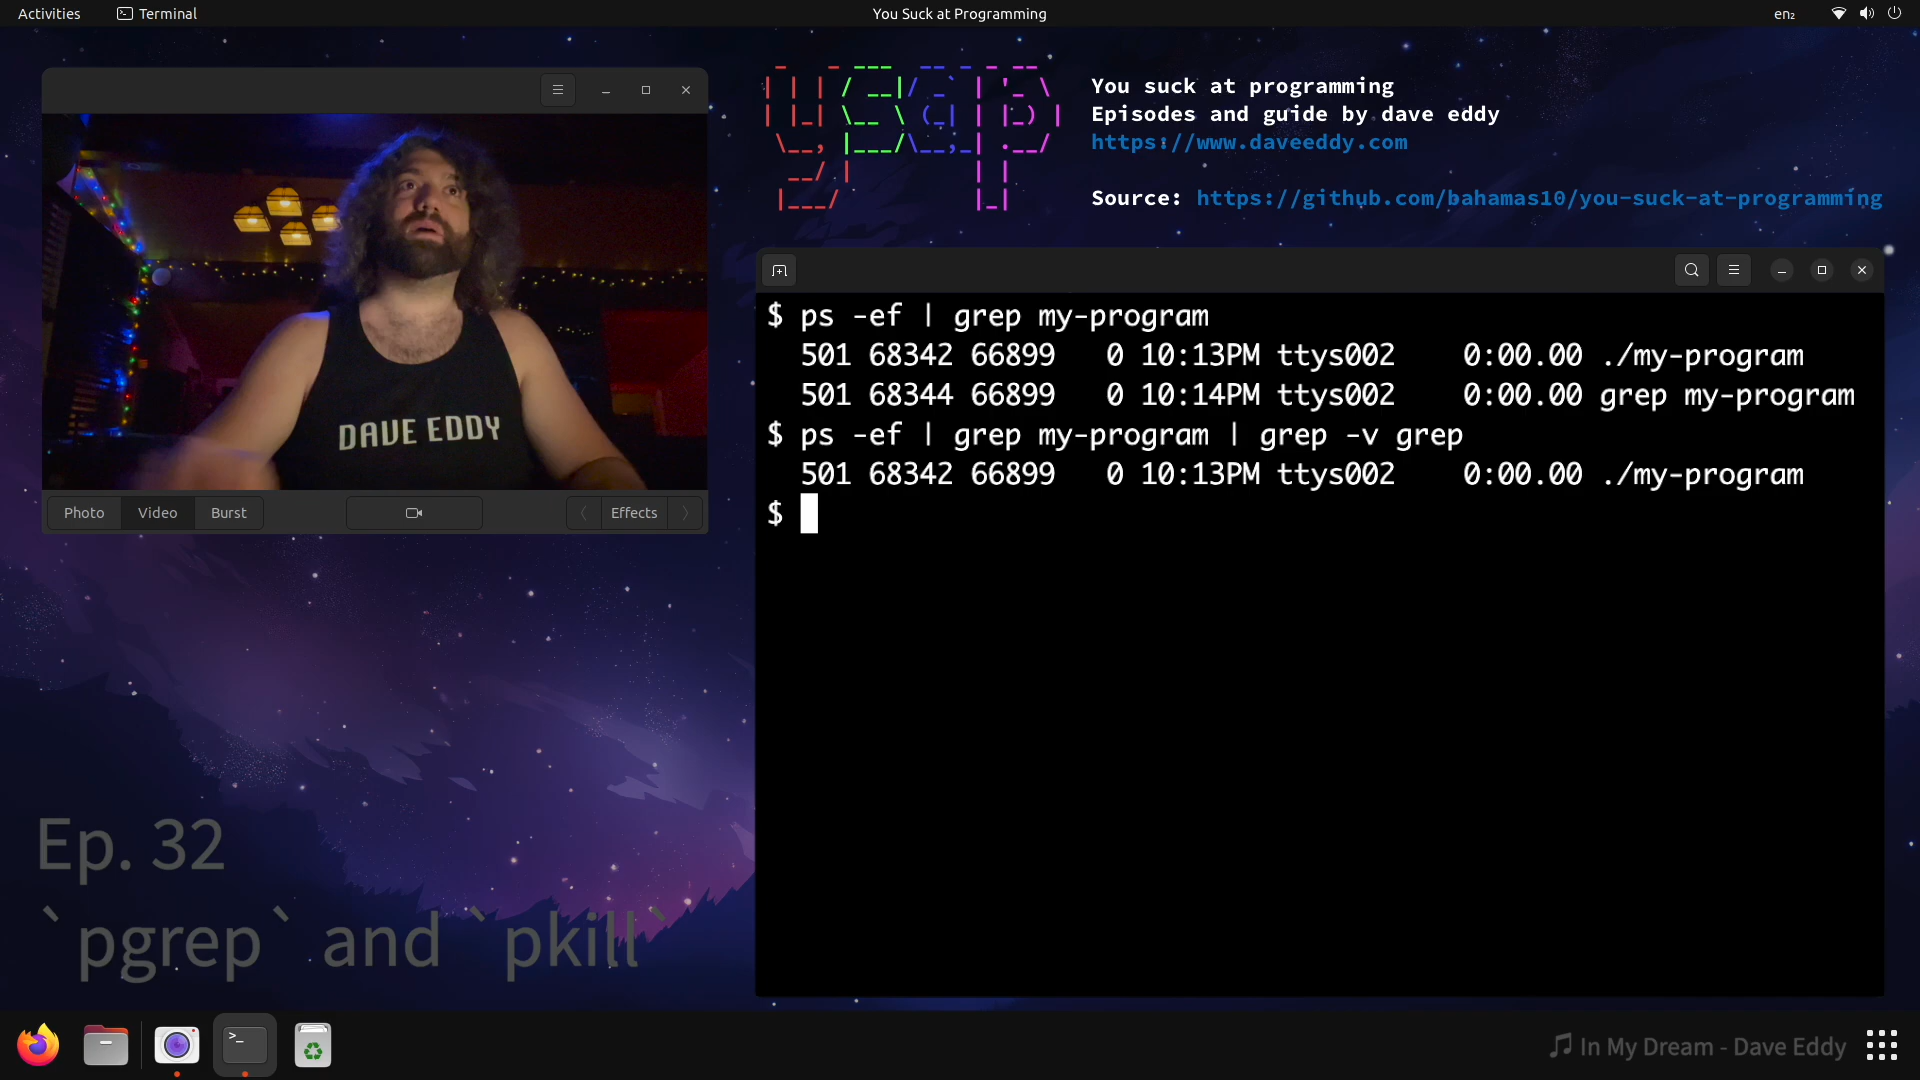 Activities
Terminal
You Suck at Programming
en₂
You suck at programming
Episodes and guide by dave eddy
https://www.daveeddy.com
Source: https://github.com/bahamas10/you-suck-at-programming
DAVE EDDY
Photo
Video
Burst
Effects
$ ps -ef | grep my-program
501 68342 66899 0 10:13PM ttys002 0:00.00 ./my-program
501 68344 66899 0 10:14PM ttys002 0:00.00 grep my-program
$ ps -ef | grep my-program | grep -v grep
501 68342 66899 0 10:13PM ttys002 0:00.00 ./my-program
$
Ep. 32
`pgrep` and `pkill`
>_
In My Dream - Dave Eddy